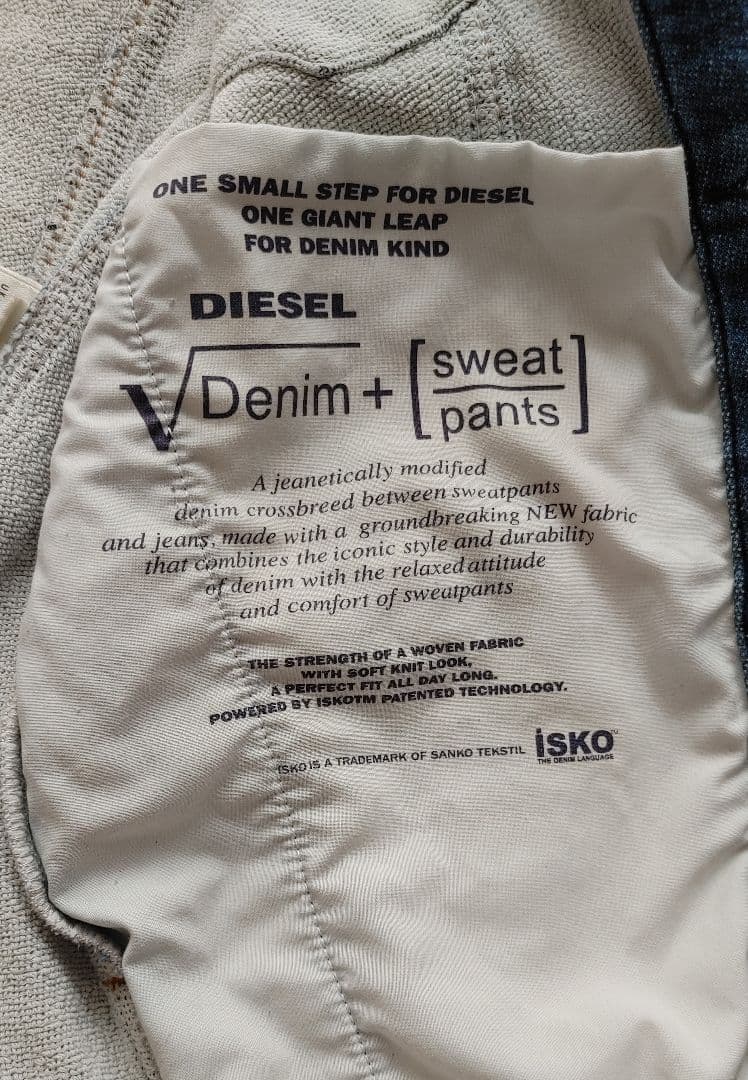 ONE SMALL STEP FOR DIESEL
ONE GIANT LEAP
FOR DENIM KIND
DIESEL
√Denim + [sweat
pants]
A jeanetically modified
denim crossbreed between sweatpants
and jeans, made with a groundbreaking NEW fabric
that combines the iconic style and durability
of denim with the relaxed attitude
and comfort of sweatpants
THE STRENGTH OF A WOVEN FABRIC
WITH SOFT KNIT LOOK,
A PERFECT FIT ALL DAY LONG.
POWERED BY ISKOTM PATENTED TECHNOLOGY.
ISKO IS A TRADEMARK OF SANKO TEKSTIL
İSKO
THE DENIM LANGUAGE